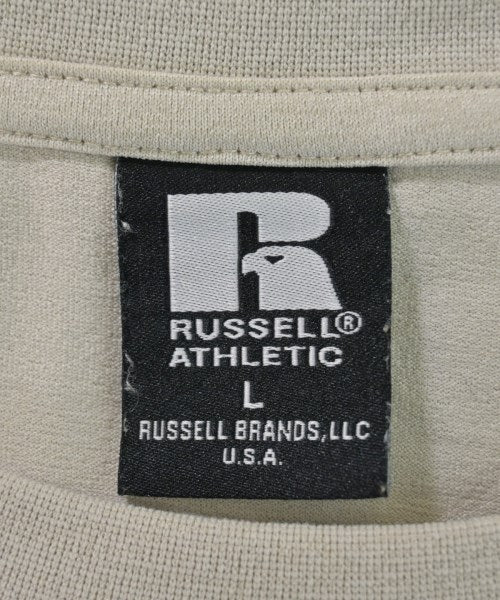 R
RUSSELL®
ATHLETIC
L
RUSSELL BRANDS, LLC
U.S.A.